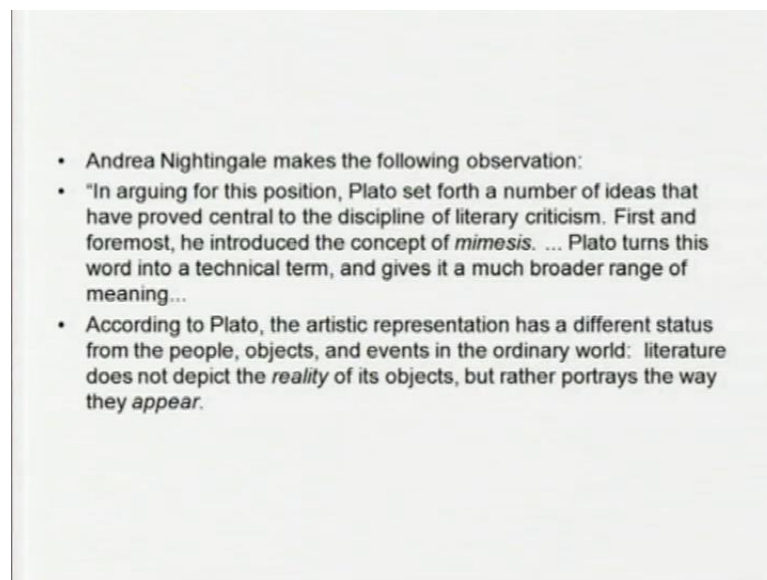 • Andrea Nightingale makes the following observation:
• "In arguing for this position, Plato set forth a number of ideas that
have proved central to the discipline of literary criticism. First and
foremost, he introduced the concept of mimesis. ... Plato turns this
word into a technical term, and gives it a much broader range of
meaning...
• According to Plato, the artistic representation has a different status
from the people, objects, and events in the ordinary world: literature
does not depict the reality of its objects, but rather portrays the way
they appear.